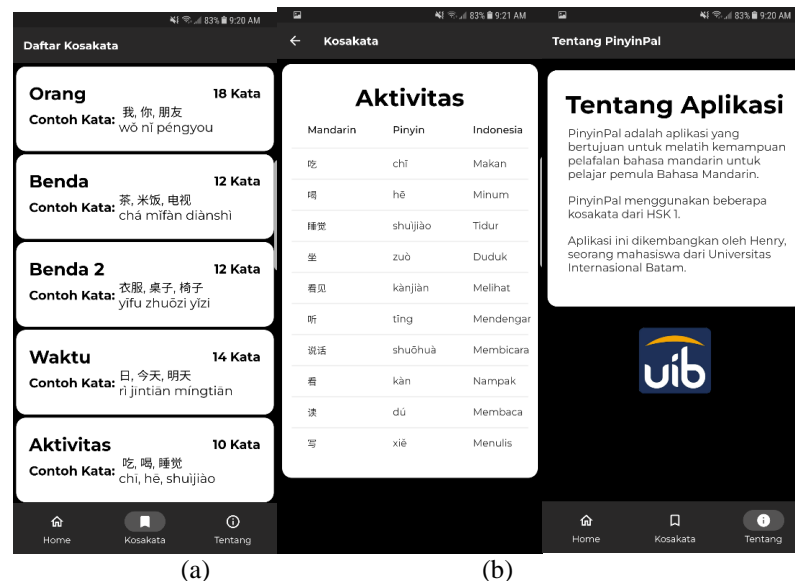 83% 9:20 AM
Daftar Kosakata
Orang 18 Kata
Contoh Kata: 我, 你, 朋友
wǒ nǐ péngyou
Benda 12 Kata
Contoh Kata: 茶, 米饭, 电视
chá mǐfàn diànshì
Benda 2 12 Kata
Contoh Kata: 衣服, 桌子, 椅子
yīfu zhuōzi yǐzi
Waktu 14 Kata
Contoh Kata: 日, 今天, 明天
rì jīntiān míngtiān
Aktivitas 10 Kata
Contoh Kata: 吃, 喝, 睡觉
chī, hē, shuìjiào
Home Kosakata Tentang
(a)
83% 9:21 AM
Kosakata
Aktivitas
Mandarin Pinyin Indonesia
吃 chī Makan
喝 hē Minum
睡觉 shuìjiào Tidur
坐 zuò Duduk
看见 kànjiàn Melihat
听 tīng Mendengar
说话 shuōhuà Membicara
看 kàn Nampak
读 dú Membaca
写 xiě Menulis
(b)
83% 9:20 AM
Tentang PinyinPal
Tentang Aplikasi
PinyinPal adalah aplikasi yang
bertujuan untuk melatih kemampuan
pelafalan bahasa mandarin untuk
pelajar pemula Bahasa Mandarin.
PinyinPal menggunakan beberapa
kosakata dari HSK 1.
Aplikasi ini dikembangkan oleh Henry,
seorang mahasiswa dari Universitas
Internasional Batam.
uib
Home Kosakata Tentang